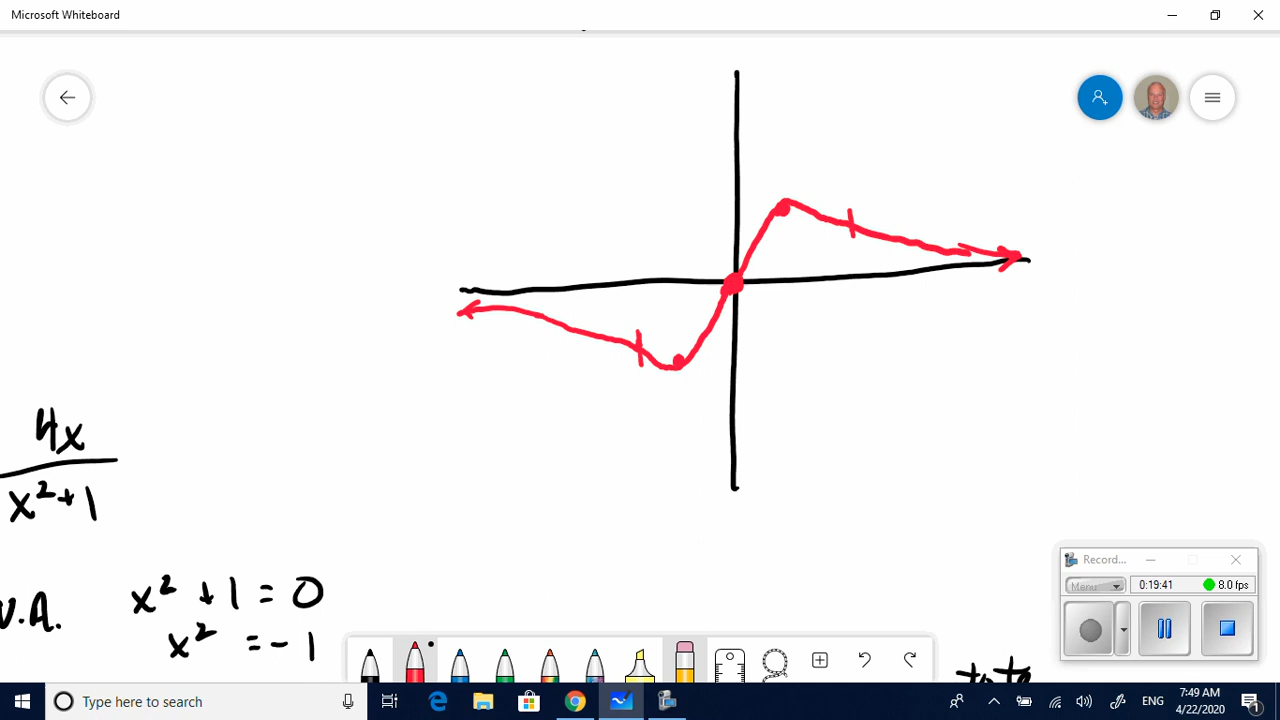 Microsoft Whiteboard
4x
x²+1
V.A. x² + 1 = 0
x² = -1
Record...
Menu
0:19:41
8.0 fps
Type here to search
ENG
7:49 AM
4/22/2020
1